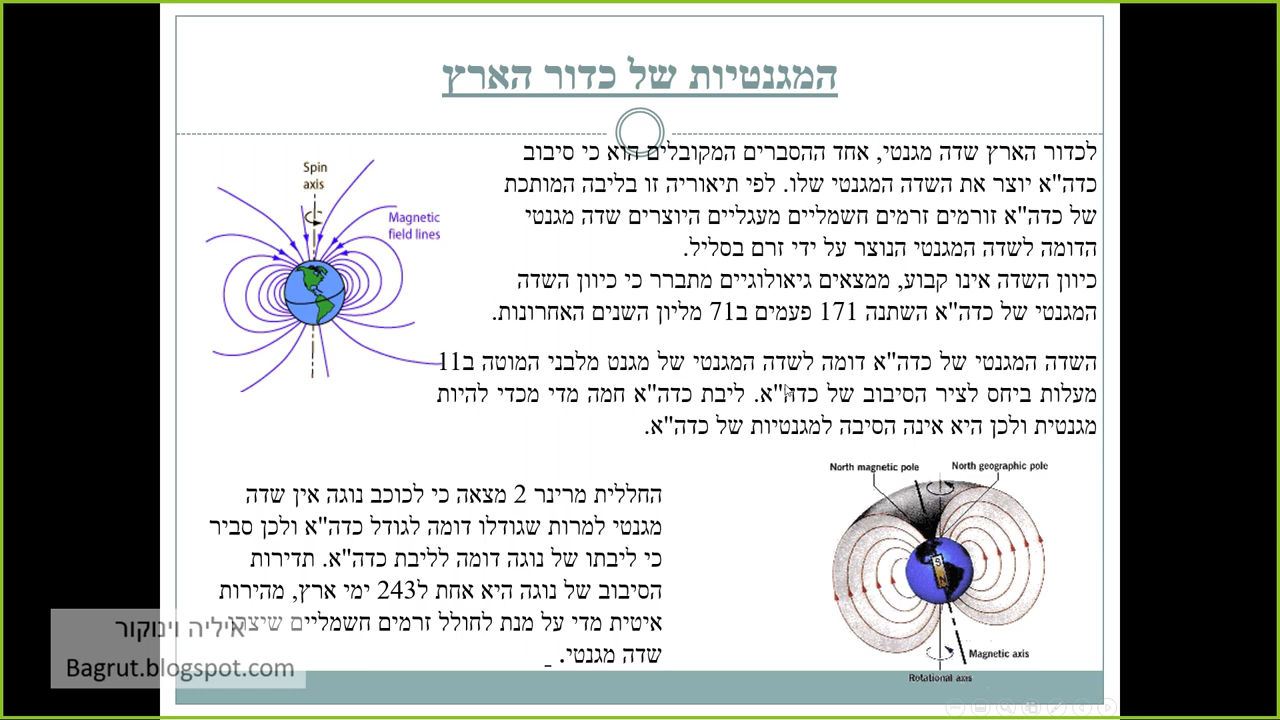 המגנטיות של כדור הארץ
לכדור הארץ שדה מגנטי, אחד ההסברים המקובלים הוא כי סיבוב
כדה"א יוצר את השדה המגנטי שלו. לפי תיאוריה זו בליבה המותכת
של כדה"א זורמים זרמים חשמליים מעגליים היוצרים שדה מגנטי
הדומה לשדה המגנטי הנוצר על ידי זרם בסליל.
כיוון השדה אינו קבוע, ממצאים גיאולוגיים מתברר כי כיוון השדה
המגנטי של כדה"א השתנה 171 פעמים ב71 מליון השנים האחרונות.
Spin
axis
Magnetic
field lines
השדה המגנטי של כדה"א דומה לשדה המגנטי של מגנט מלבני המוטה ב11
מעלות ביחס לציר הסיבוב של כדה"א. ליבת כדה"א חמה מדי מכדי להיות
מגנטית ולכן היא אינה הסיבה למגנטיות של כדה"א.
North magnetic pole
North geographic pole
S
N
Magnetic axis
Rotational axis
החללית מרינר 2 מצאה כי לכוכב נוגה אין שדה
מגנטי למרות שגודלו דומה לגודל כדה"א ולכן סביר
כי ליבתו של נוגה דומה לליבת כדה"א. תדירות
הסיבוב של נוגה היא אחת ל243 ימי ארץ, מהירות
איטית מדי על מנת לחולל זרמים חשמליים
שדה מגנטי.
איליה וינוקור
Bagrut.blogspot.com